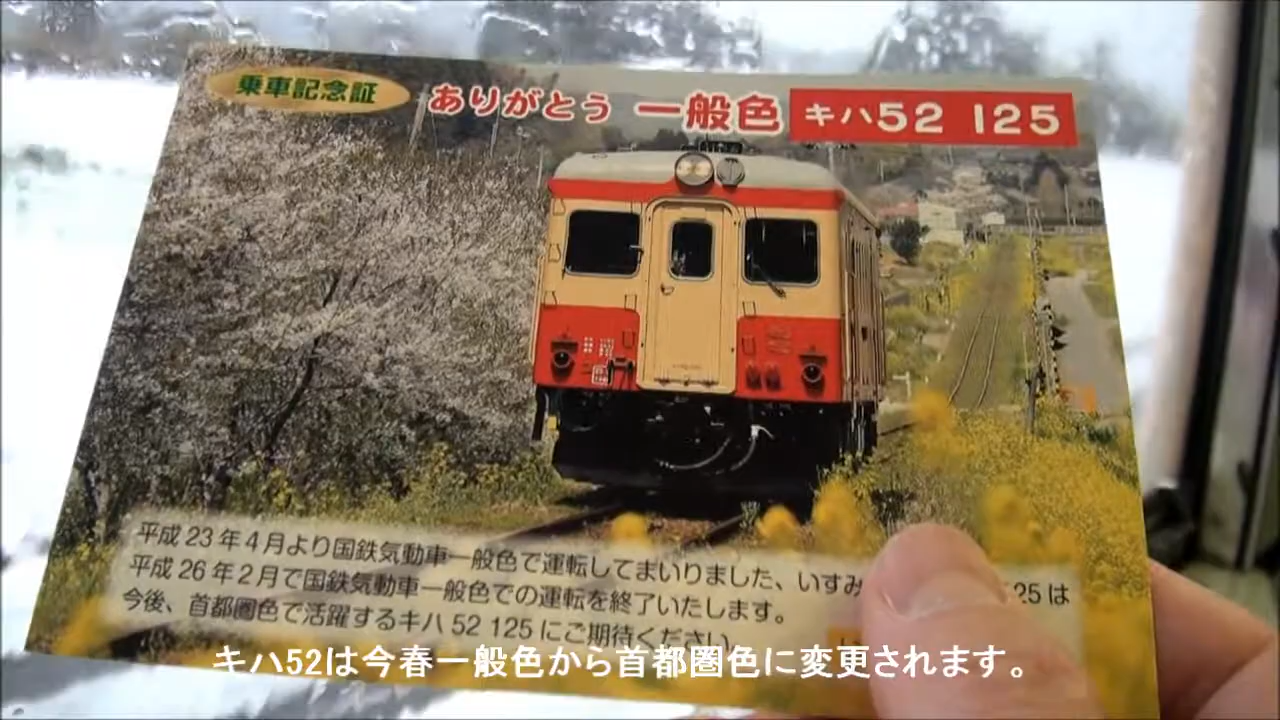 乗車記念証
ありがとう 一般色 キハ52 125
平成23年4月より国鉄気動車一般色で運転してまいりました、いすみ 25は
平成26年2月で国鉄気動車一般色での運転を終了いたします。
今後、首都圏色で活躍するキハ52 125にご期待ください。
キハ52は今春一般色から首都圏色に変更されます。